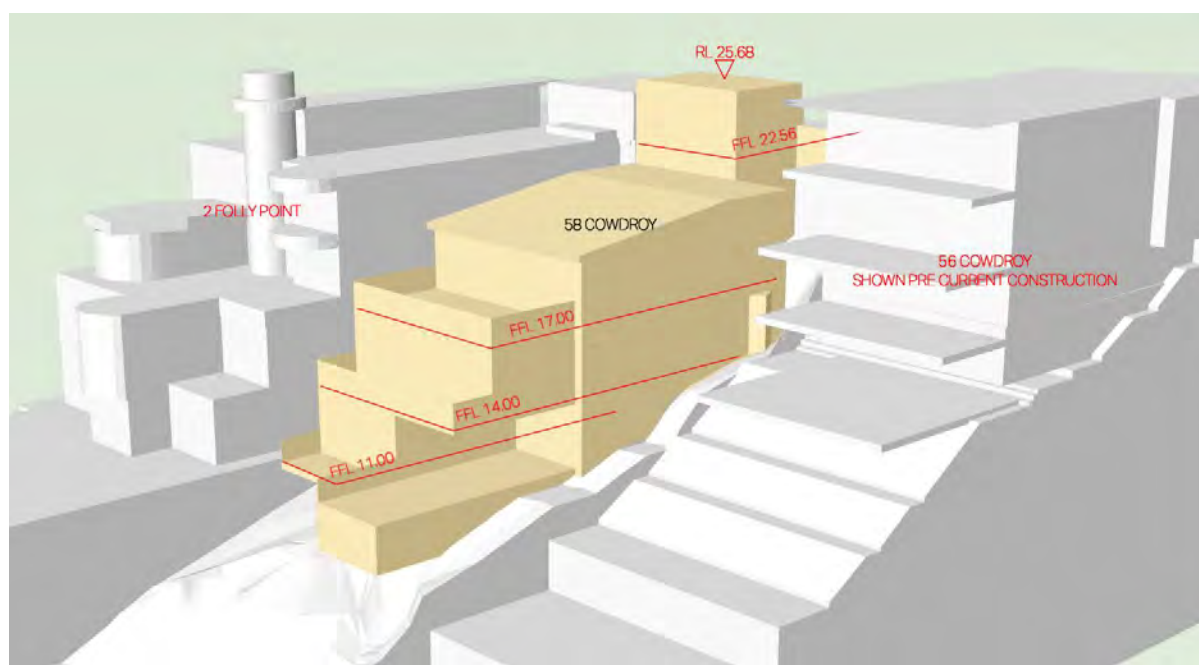 RL 25.68
FFL 22.56
2 FOLLY POINT
58 COWDROY
56 COWDROY
SHOWN PRE CURRENT CONSTRUCTION
FFL 17.00
FFL 14.00
FFL 11.00